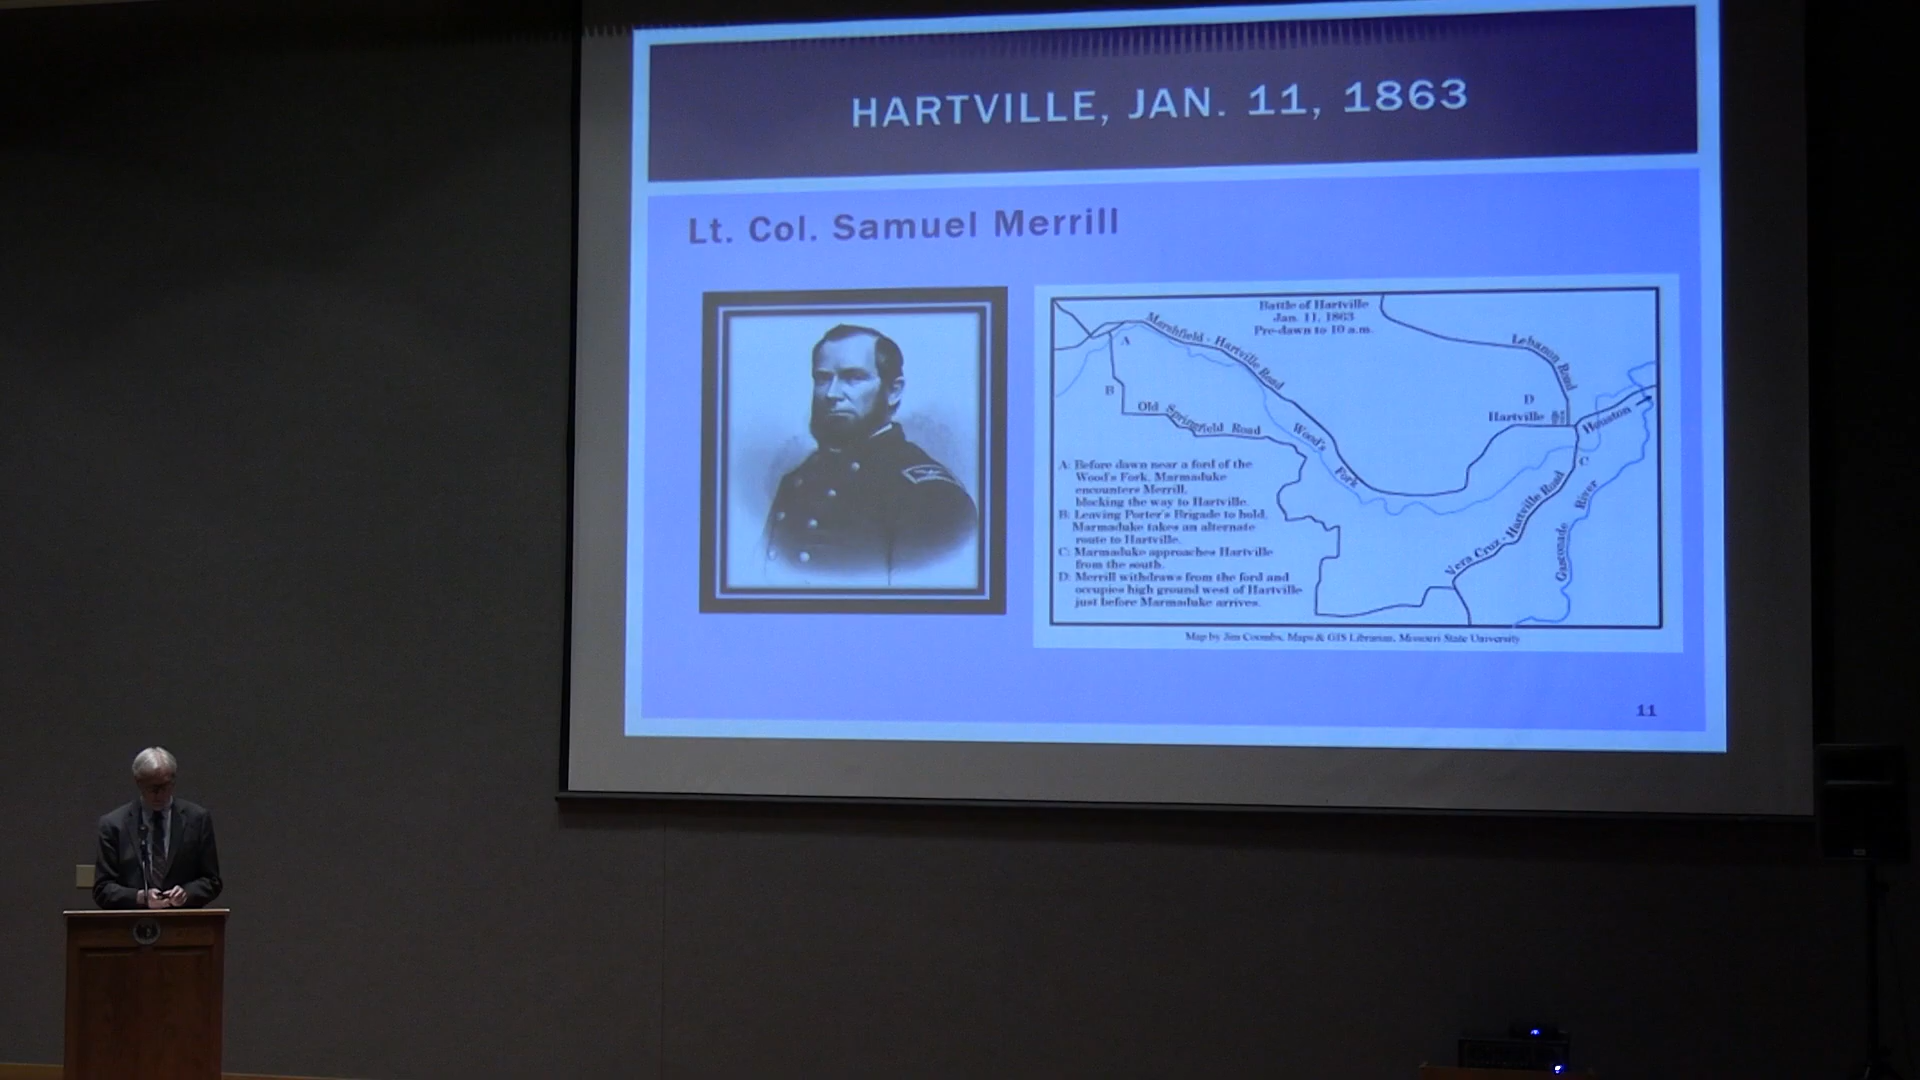 HARTVILLE, JAN. 11, 1863
Lt. Col. Samuel Merrill
Battle of Hartville
Jan. 11, 1863
Pre-dawn to 10 a.m.
Marshfield - Hartville Road
Lebanon Road
A
B
Old Springfield Road
Wood's Fork
D
Hartville
Houston
C
Vera Cruz - Hartville Road
Gasconade River
A: Before dawn near a ford of the
Wood's Fork, Marmaduke
encounters Merrill,
blocking the way to Hartville.
B: Leaving Porter's Brigade to hold,
Marmaduke takes an alternate
route to Hartville.
C: Marmaduke approaches Hartville
from the south.
D: Merrill withdraws from the ford and
occupies high ground west of Hartville
just before Marmaduke arrives.
Map by Jim Coombs, Maps & GIS Librarian, Missouri State University
11